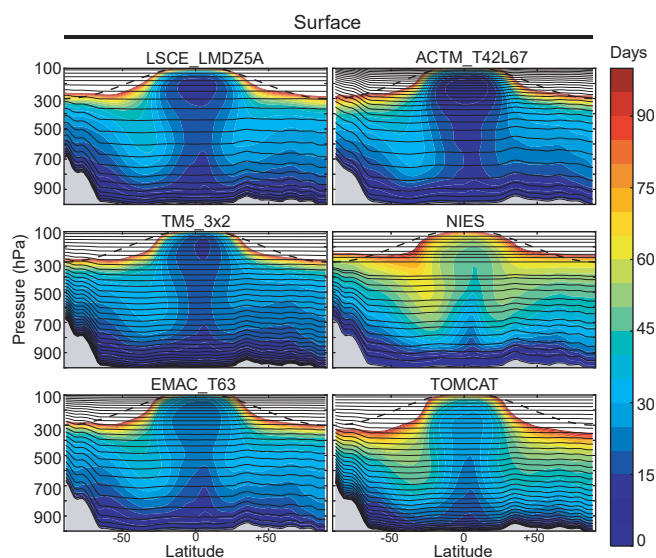 Surface
LSCE_LMDZ5A
ACTM_T42L67
Days
100
300
500
700
900
90
75
TM5_3x2
NIES
Pressure (hPa)
100
300
500
700
900
60
45
EMAC_T63
TOMCAT
100
300
500
700
900
30
15
0
-50 0 +50
-50 0 +50
Latitude
Latitude